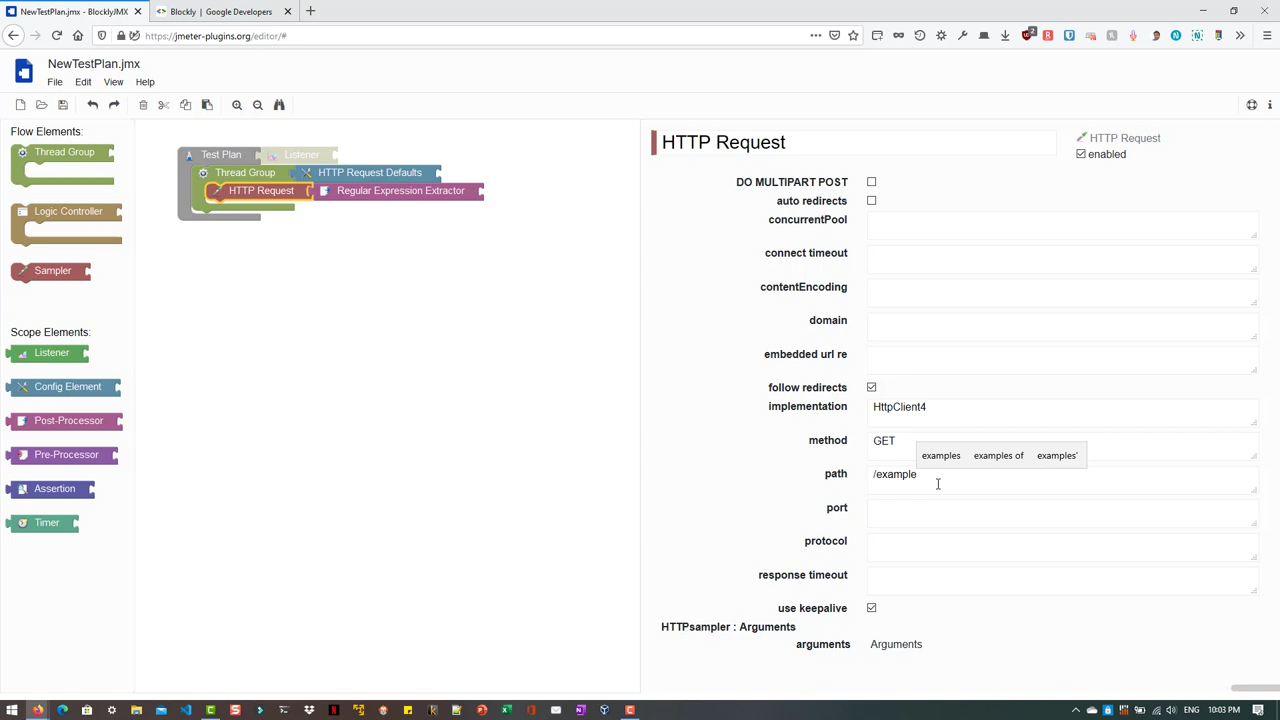 NewTestPlan.jmx - BlocklyJMX
Blockly | Google Developers
https://jmeter-plugins.org/editor/#
NewTestPlan.jmx
File Edit View Help
Flow Elements:
Thread Group
Logic Controller
Sampler
Scope Elements:
Listener
Config Element
Post-Processor
Pre-Processor
Assertion
Timer
Test Plan Listener
Thread Group HTTP Request Defaults
HTTP Request Regular Expression Extractor
HTTP Request
HTTP Request
enabled
DO MULTIPART POST
auto redirects
concurrentPool
connect timeout
contentEncoding
domain
embedded url re
follow redirects
implementation HttpClient4
method GET
examples examples of examples'
path /example
port
protocol
response timeout
use keepalive
HTTPsampler : Arguments
arguments Arguments
ENG 10:03 PM